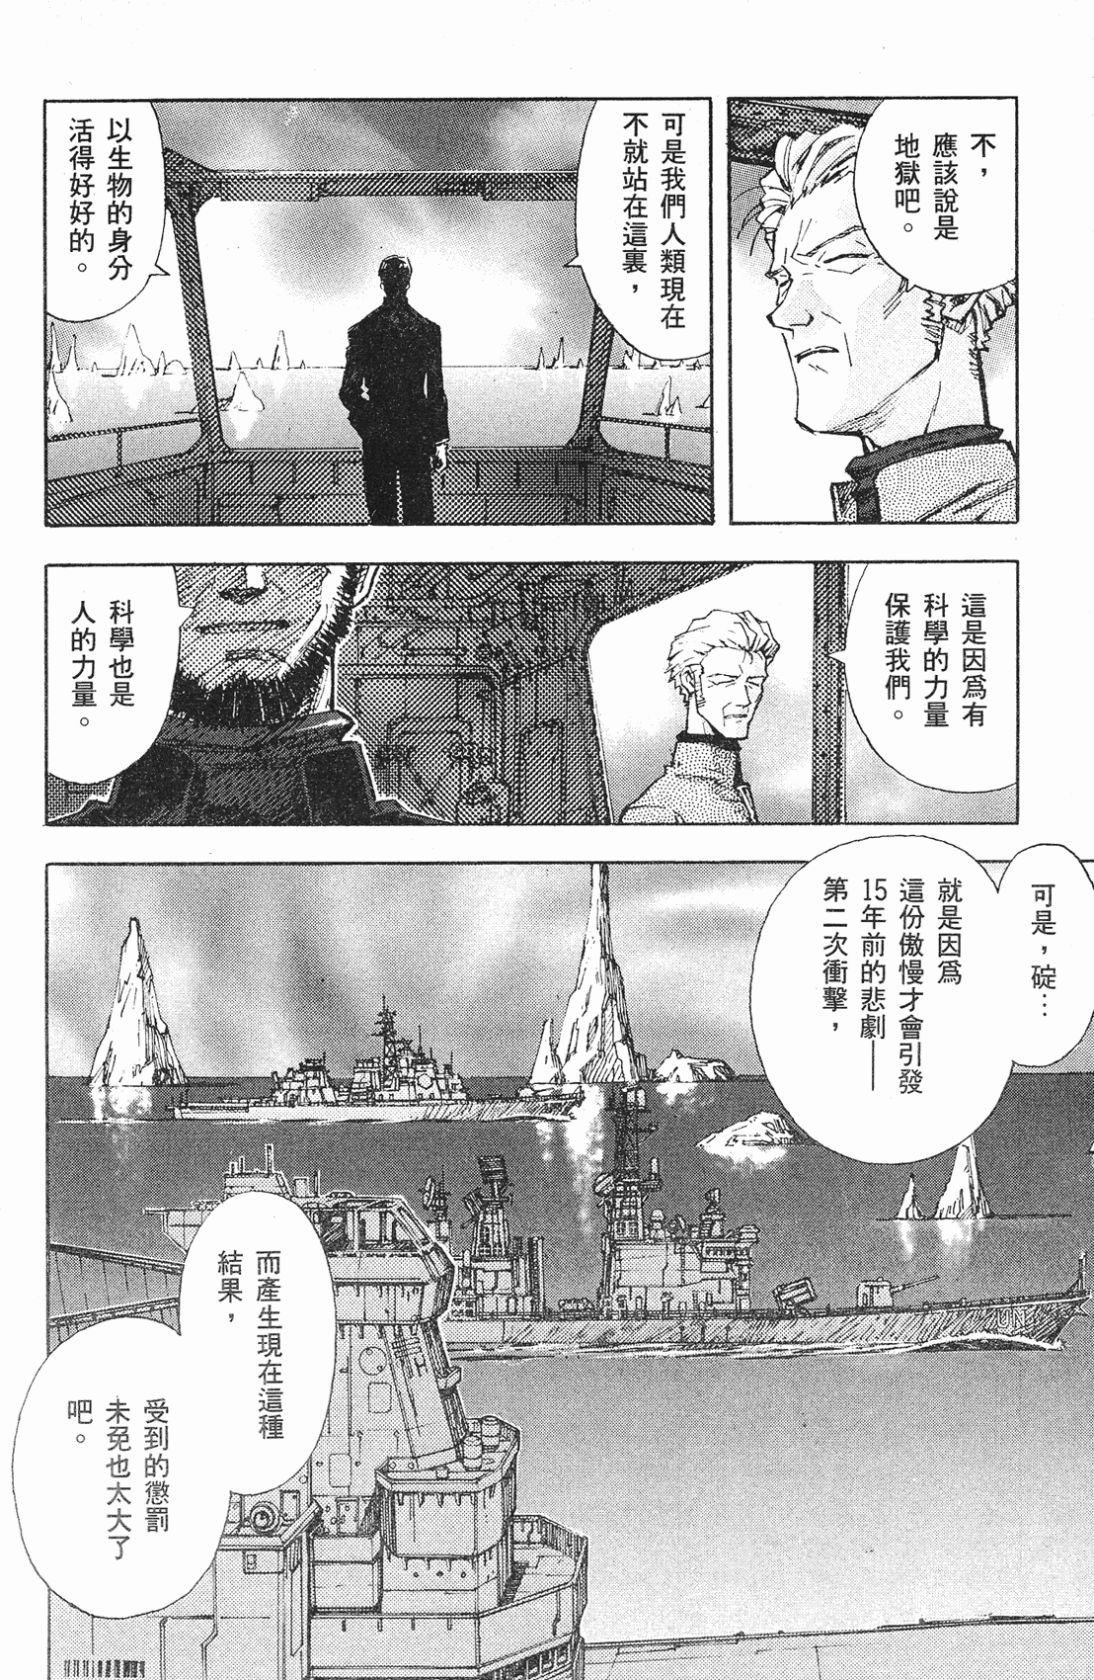 不，
應該說是
地獄吧。
可是我們人類現在
不就站在這裏，
以生物的身分
活得好好的。
這是因爲有
科學的力量
保護我們。
科學也是
人的力量。
可是，碇…
就是因爲
這份傲慢才會引發
15年前的悲劇——
第二次衝擊，
而產生現在這種
結果，
受到的懲罰
未免也太大了
吧。
UN